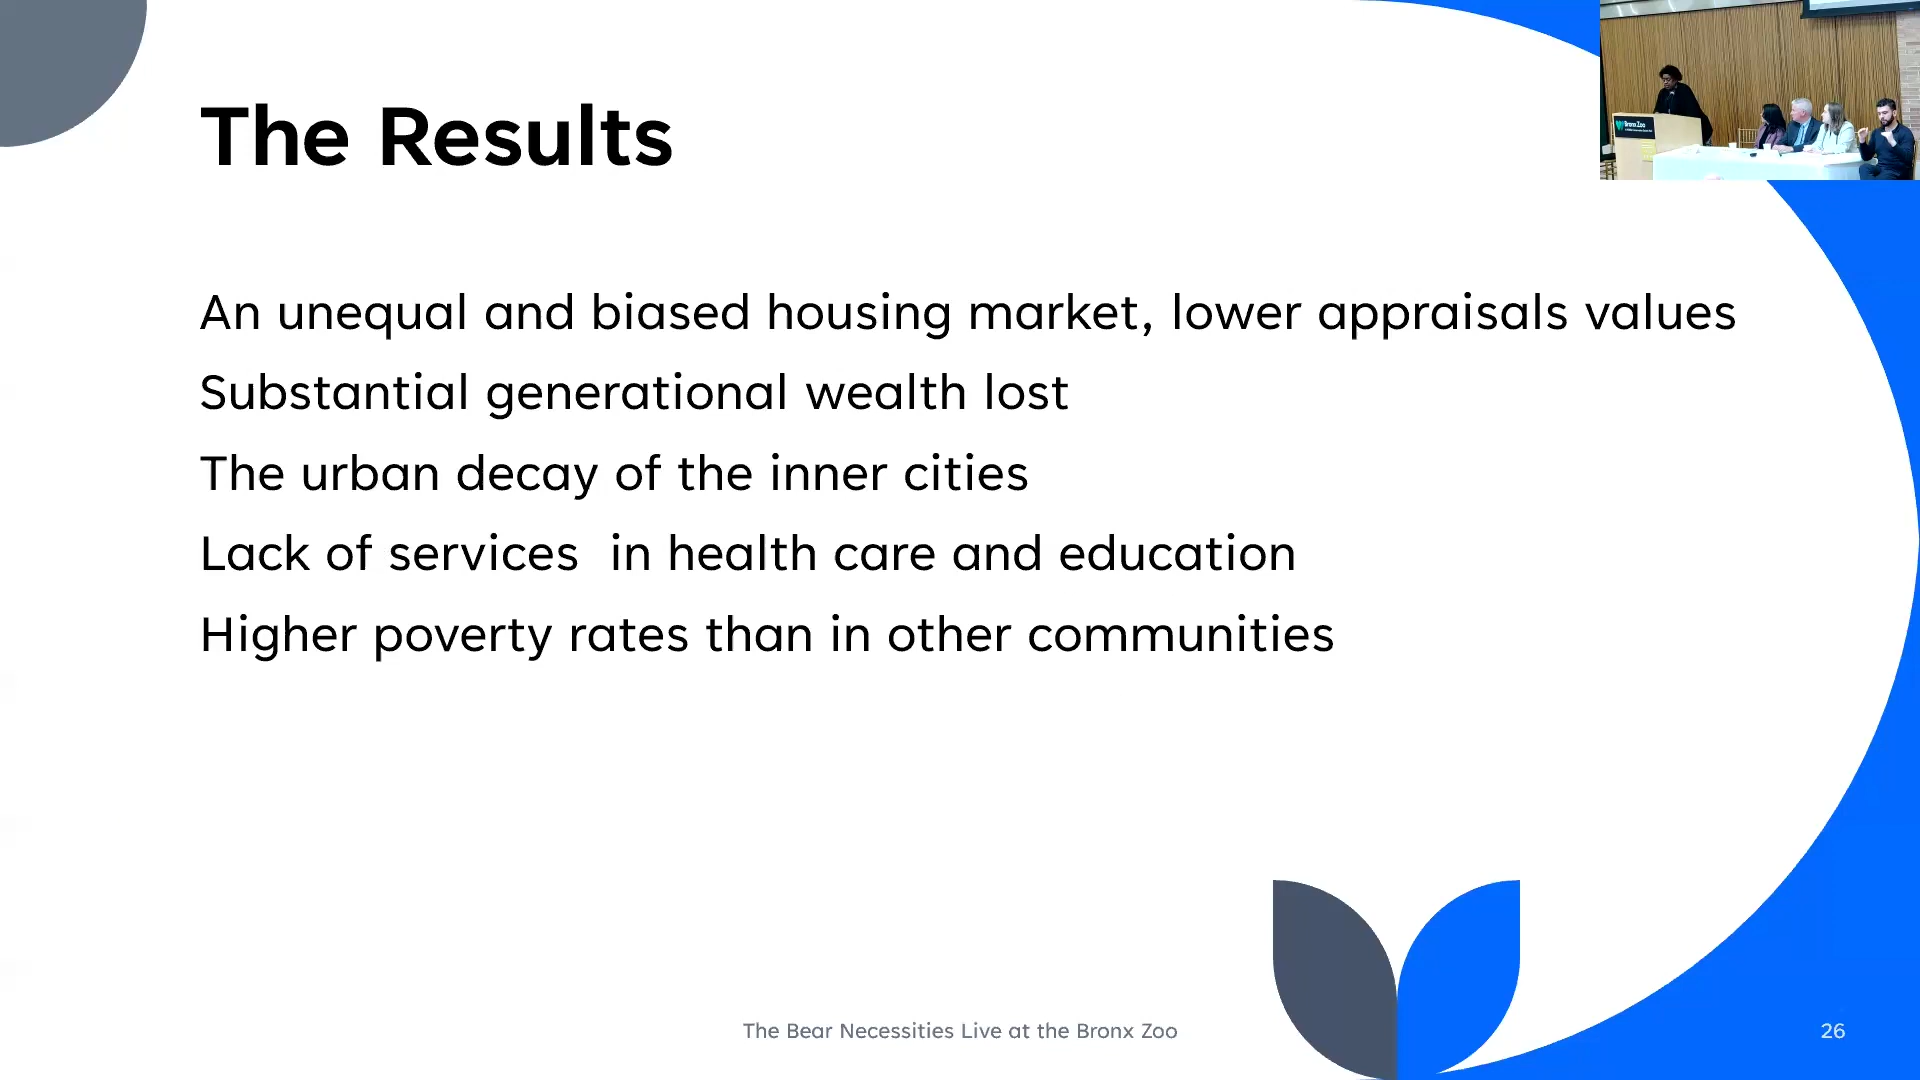 The Results
An unequal and biased housing market, lower appraisals values
Substantial generational wealth lost
The urban decay of the inner cities
Lack of services  in health care and education
Higher poverty rates than in other communities
The Bear Necessities Live at the Bronx Zoo
26
Bronx Zoo